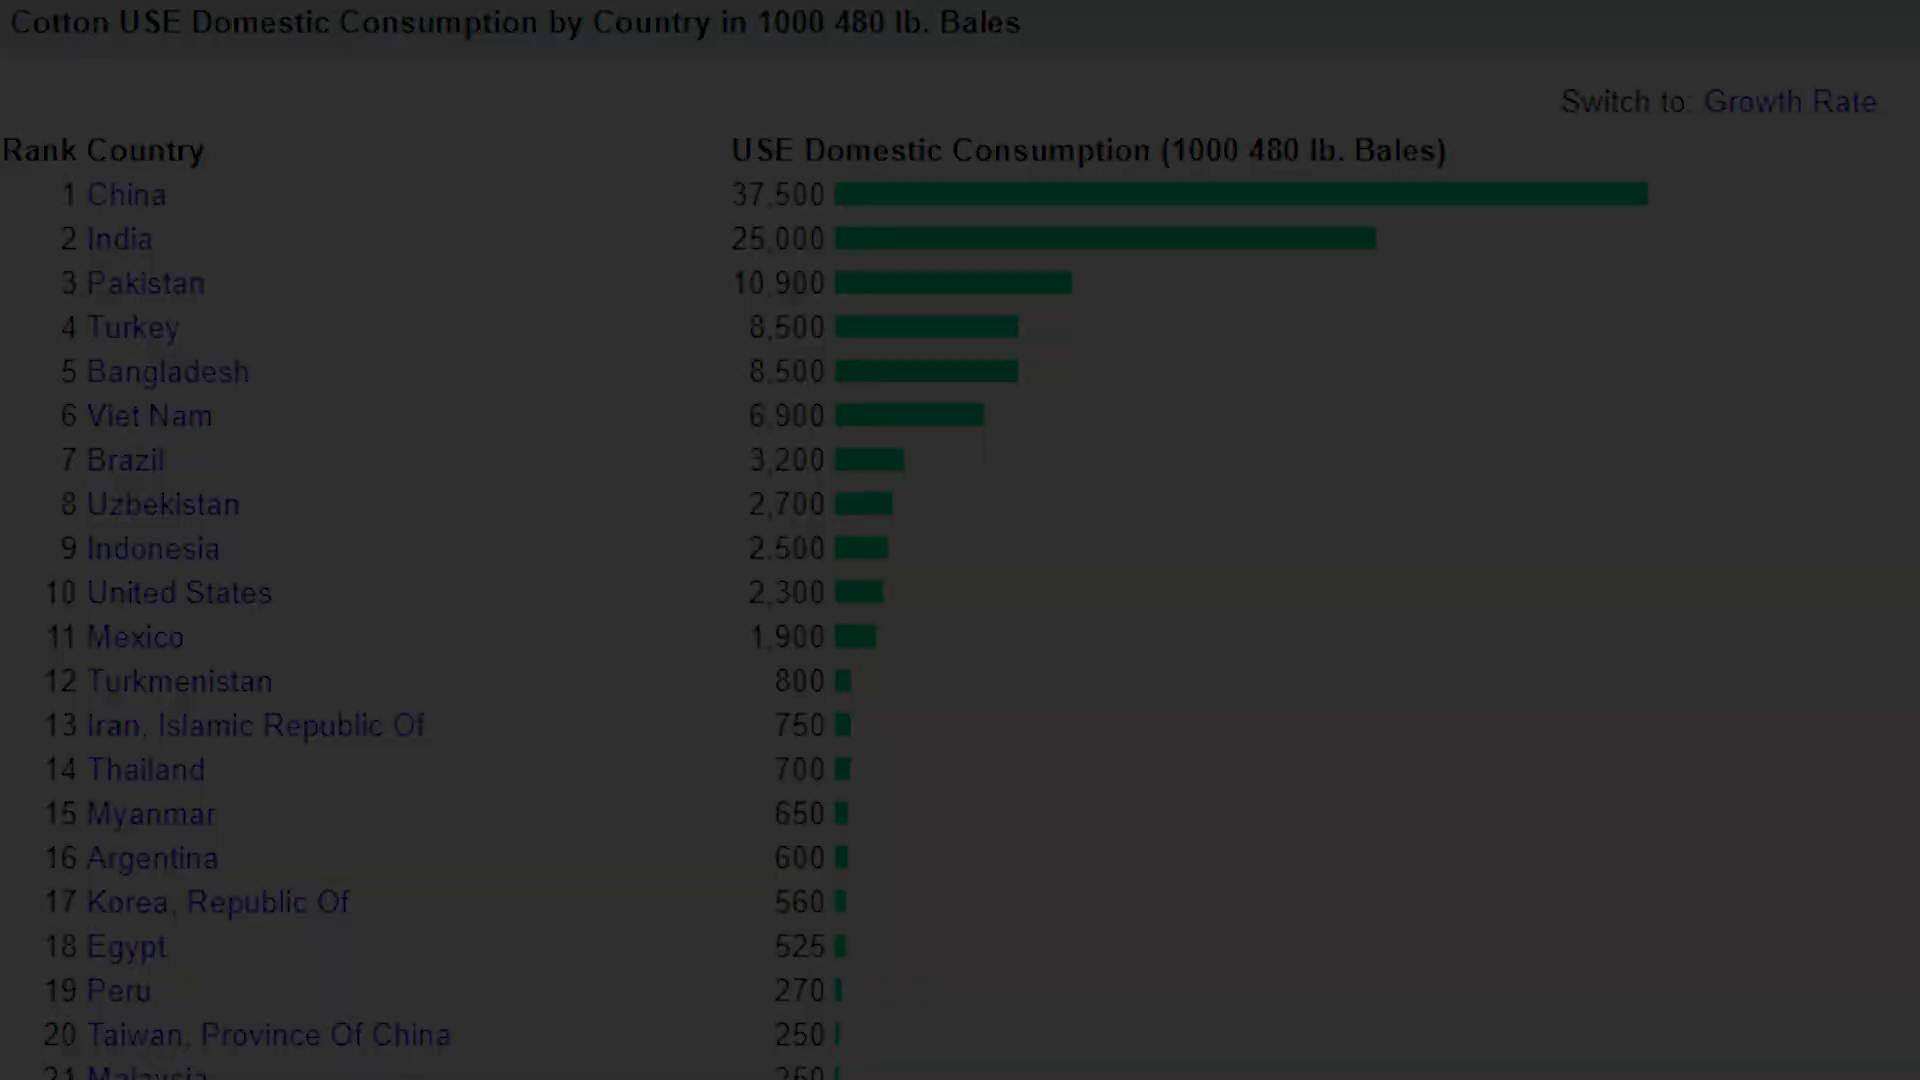 Cotton USE Domestic Consumption by Country in 1000 480 lb. Bales
Switch to: Growth Rate
Rank Country USE Domestic Consumption (1000 480 lb. Bales)
1 China 37,500
2 India 25,000
3 Pakistan 10,900
4 Turkey 8,500
5 Bangladesh 8,500
6 Viet Nam 6,900
7 Brazil 3,200
8 Uzbekistan 2,700
9 Indonesia 2,500
10 United States 2,300
11 Mexico 1,900
12 Turkmenistan 800
13 Iran, Islamic Republic Of 750
14 Thailand 700
15 Myanmar 650
16 Argentina 600
17 Korea, Republic Of 560
18 Egypt 525
19 Peru 270
20 Taiwan, Province Of China 250
21 Malaysia 250